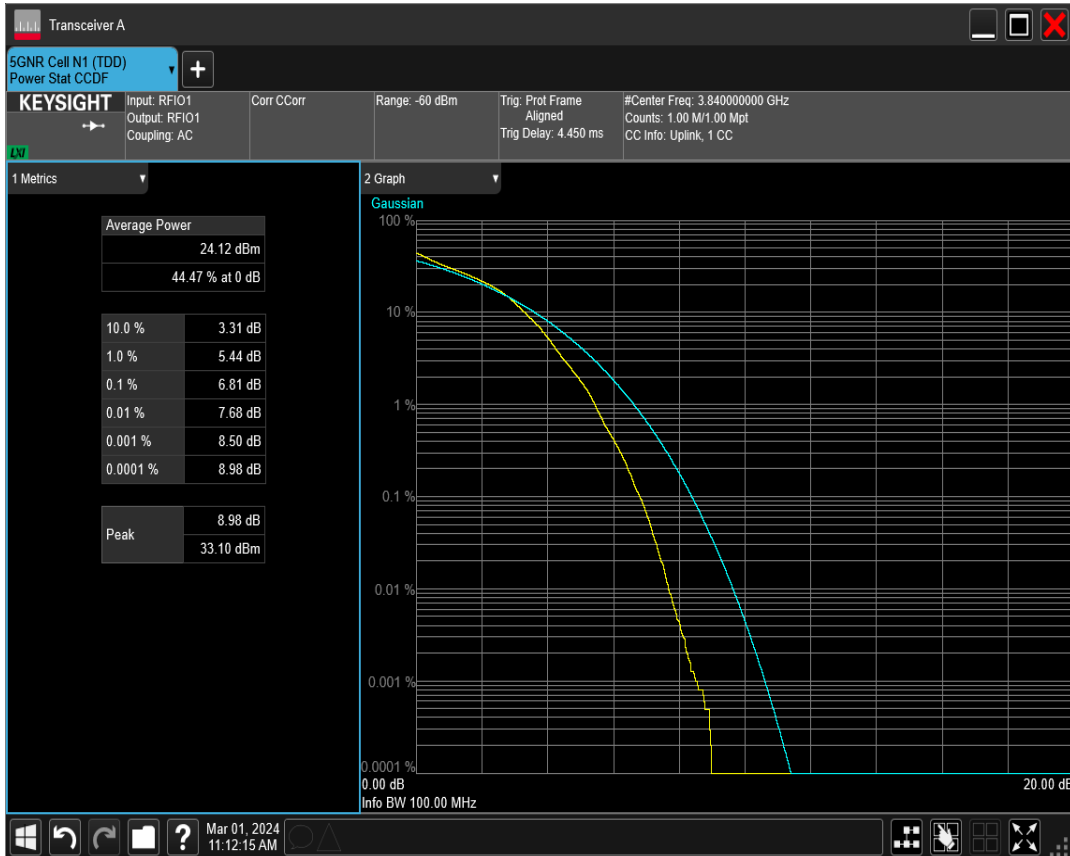 Transceiver A
5GNR Cell N1 (TDD)
Power Stat CCDF
+
KEYSIGHT
LXI
Input: RFIO1
Output: RFIO1
Coupling: AC
Corr CCorr
Range: -60 dBm
Trig: Prot Frame
Aligned
Trig Delay: 4.450 ms
#Center Freq: 3.840000000 GHz
Counts: 1.00 M/1.00 Mpt
CC Info: Uplink, 1 CC
1 Metrics
Average Power
24.12 dBm
44.47 % at 0 dB
10.0 % 3.31 dB
1.0 % 5.44 dB
0.1 % 6.81 dB
0.01 % 7.68 dB
0.001 % 8.50 dB
0.0001 % 8.98 dB
Peak
8.98 dB
33.10 dBm
2 Graph
Gaussian
100 %
10 %
1 %
0.1 %
0.01 %
0.001 %
0.0001 %
0.00 dB 20.00 dB
Info BW 100.00 MHz
?
Mar 01, 2024
11:12:15 AM